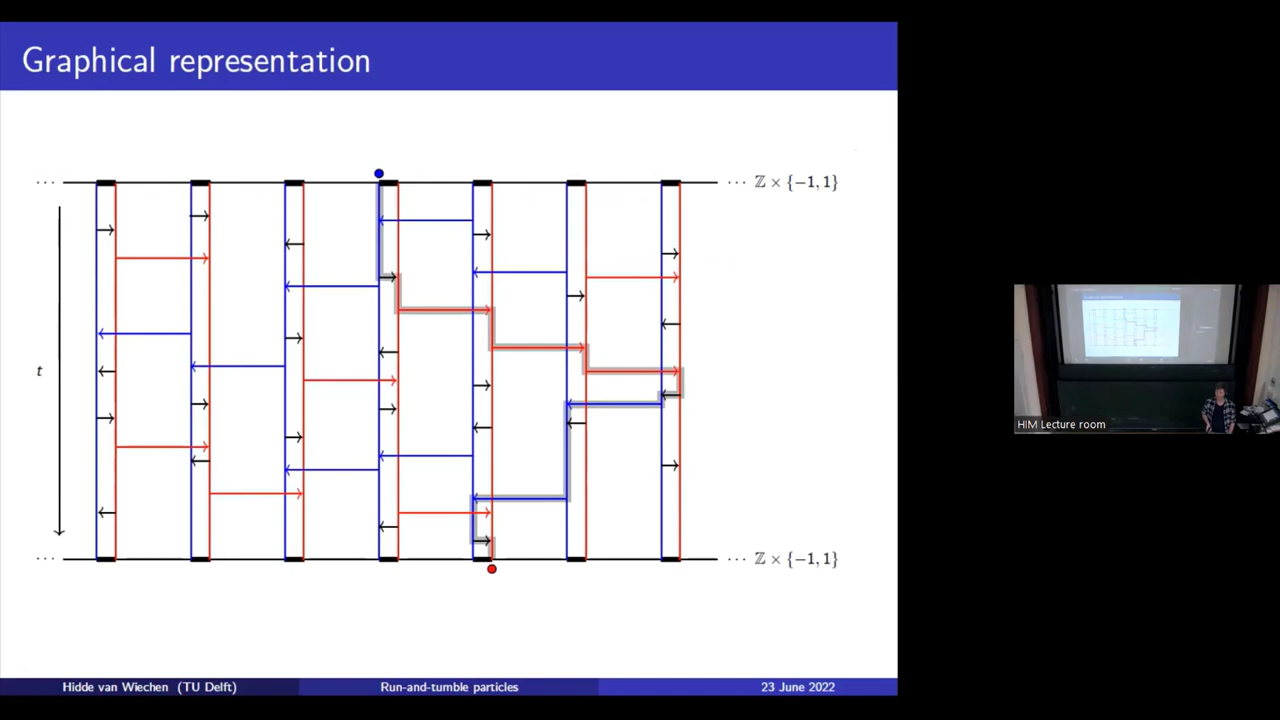 Graphical representation
··· ··· ℤ × {−1, 1}
t
··· ··· ℤ × {−1, 1}
HIM Lecture room
Hidde van Wiechen (TU Delft) Run-and-tumble particles 23 June 2022